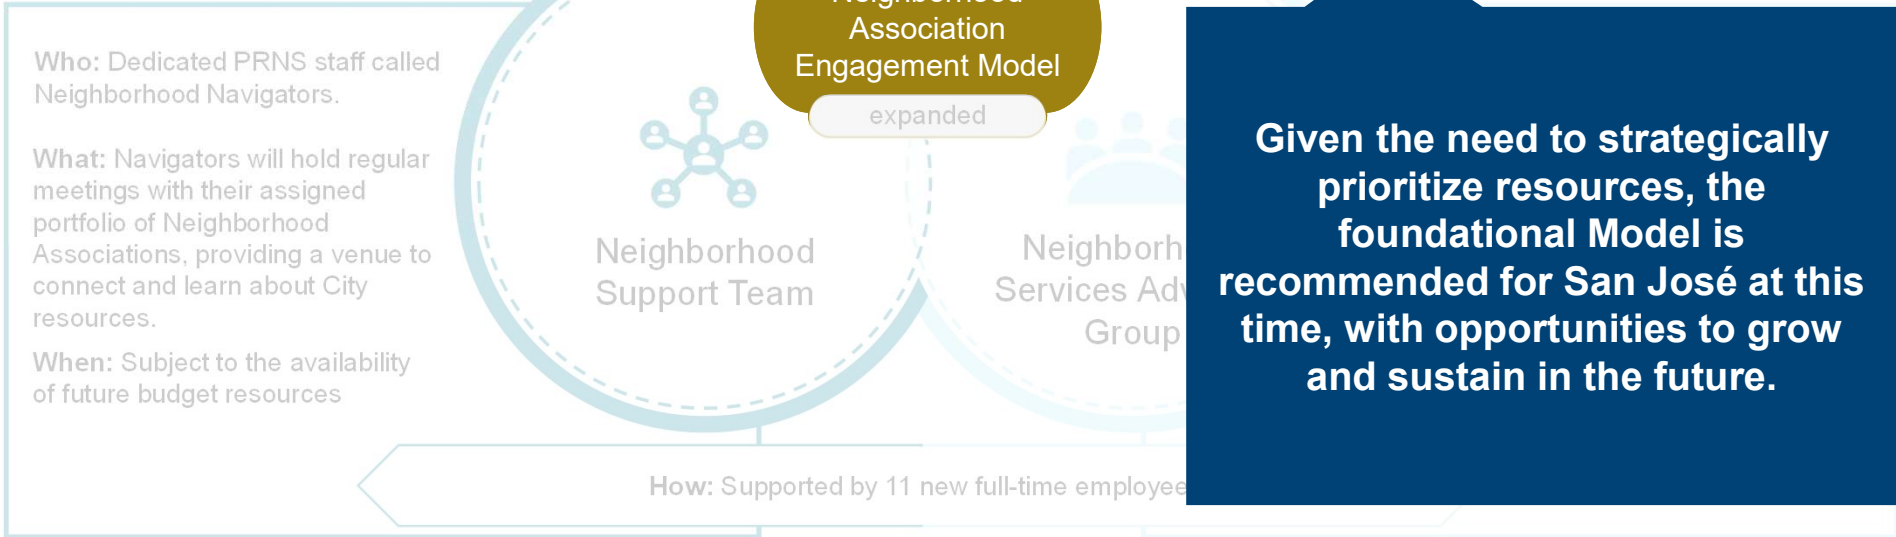 Association
Engagement Model
expanded
Who: Dedicated PRNS staff called
Neighborhood Navigators.
What: Navigators will hold regular
meetings with their assigned
portfolio of Neighborhood
Associations, providing a venue to
connect and learn about City
resources.
When: Subject to the availability
of future budget resources
Neighborhood
Support Team
Services
Group
How: Supported by 11 new full-time
Given the need to strategically
prioritize resources, the
foundational Model is
recommended for San José at this
time, with opportunities to grow
and sustain in the future.